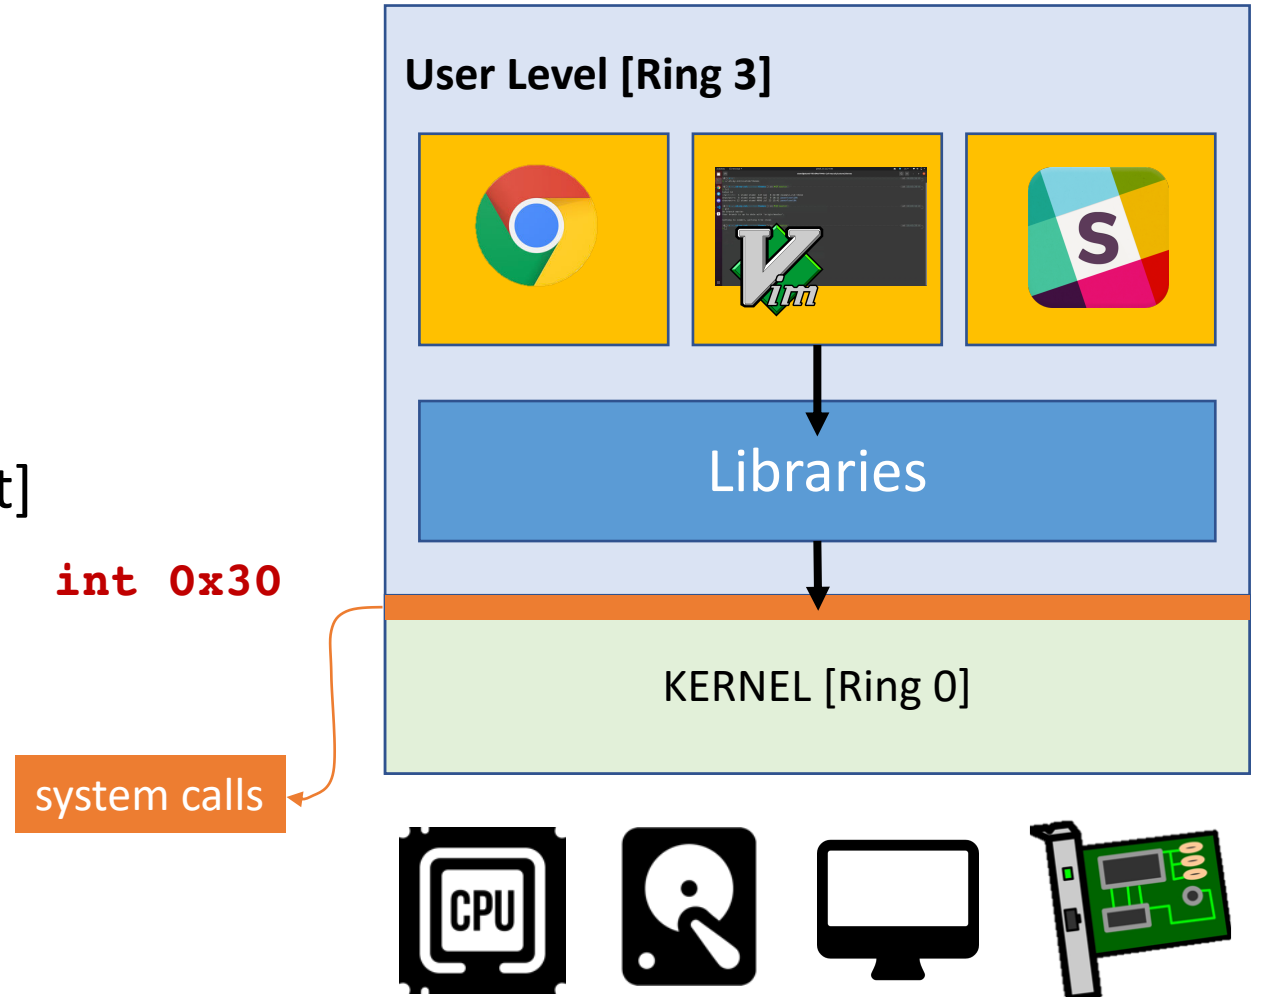 User Level [Ring 3]
Vim
S
Libraries
t]
int 0x30
KERNEL [Ring 0]
system calls
CPU